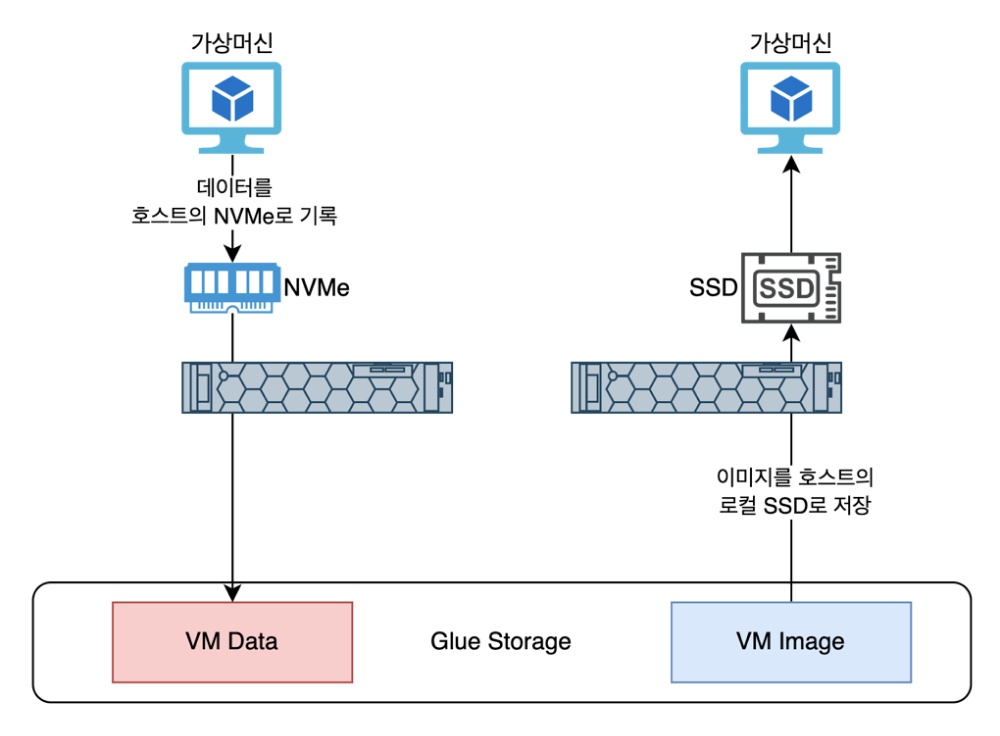 가상머신
가상머신
데이터를
호스트의 NVMe로 기록
NVMe
SSD
SSD
이미지를 호스트의
로컬 SSD로 저장
VM Data
Glue Storage
VM Image